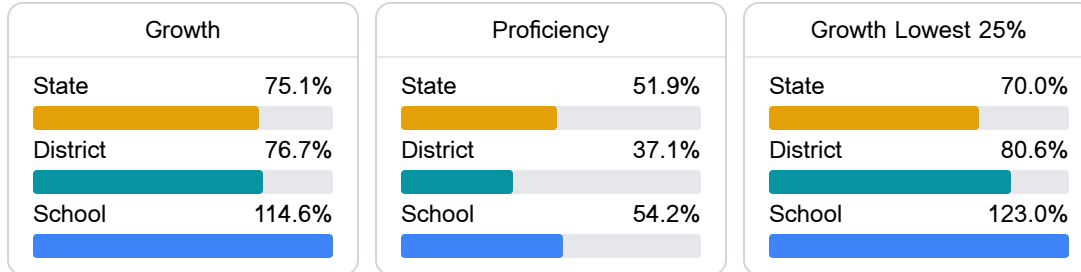 Growth
State 75.1%
District 76.7%
School 114.6%
Proficiency
State 51.9%
District 37.1%
School 54.2%
Growth Lowest 25%
State 70.0%
District 80.6%
School 123.0%